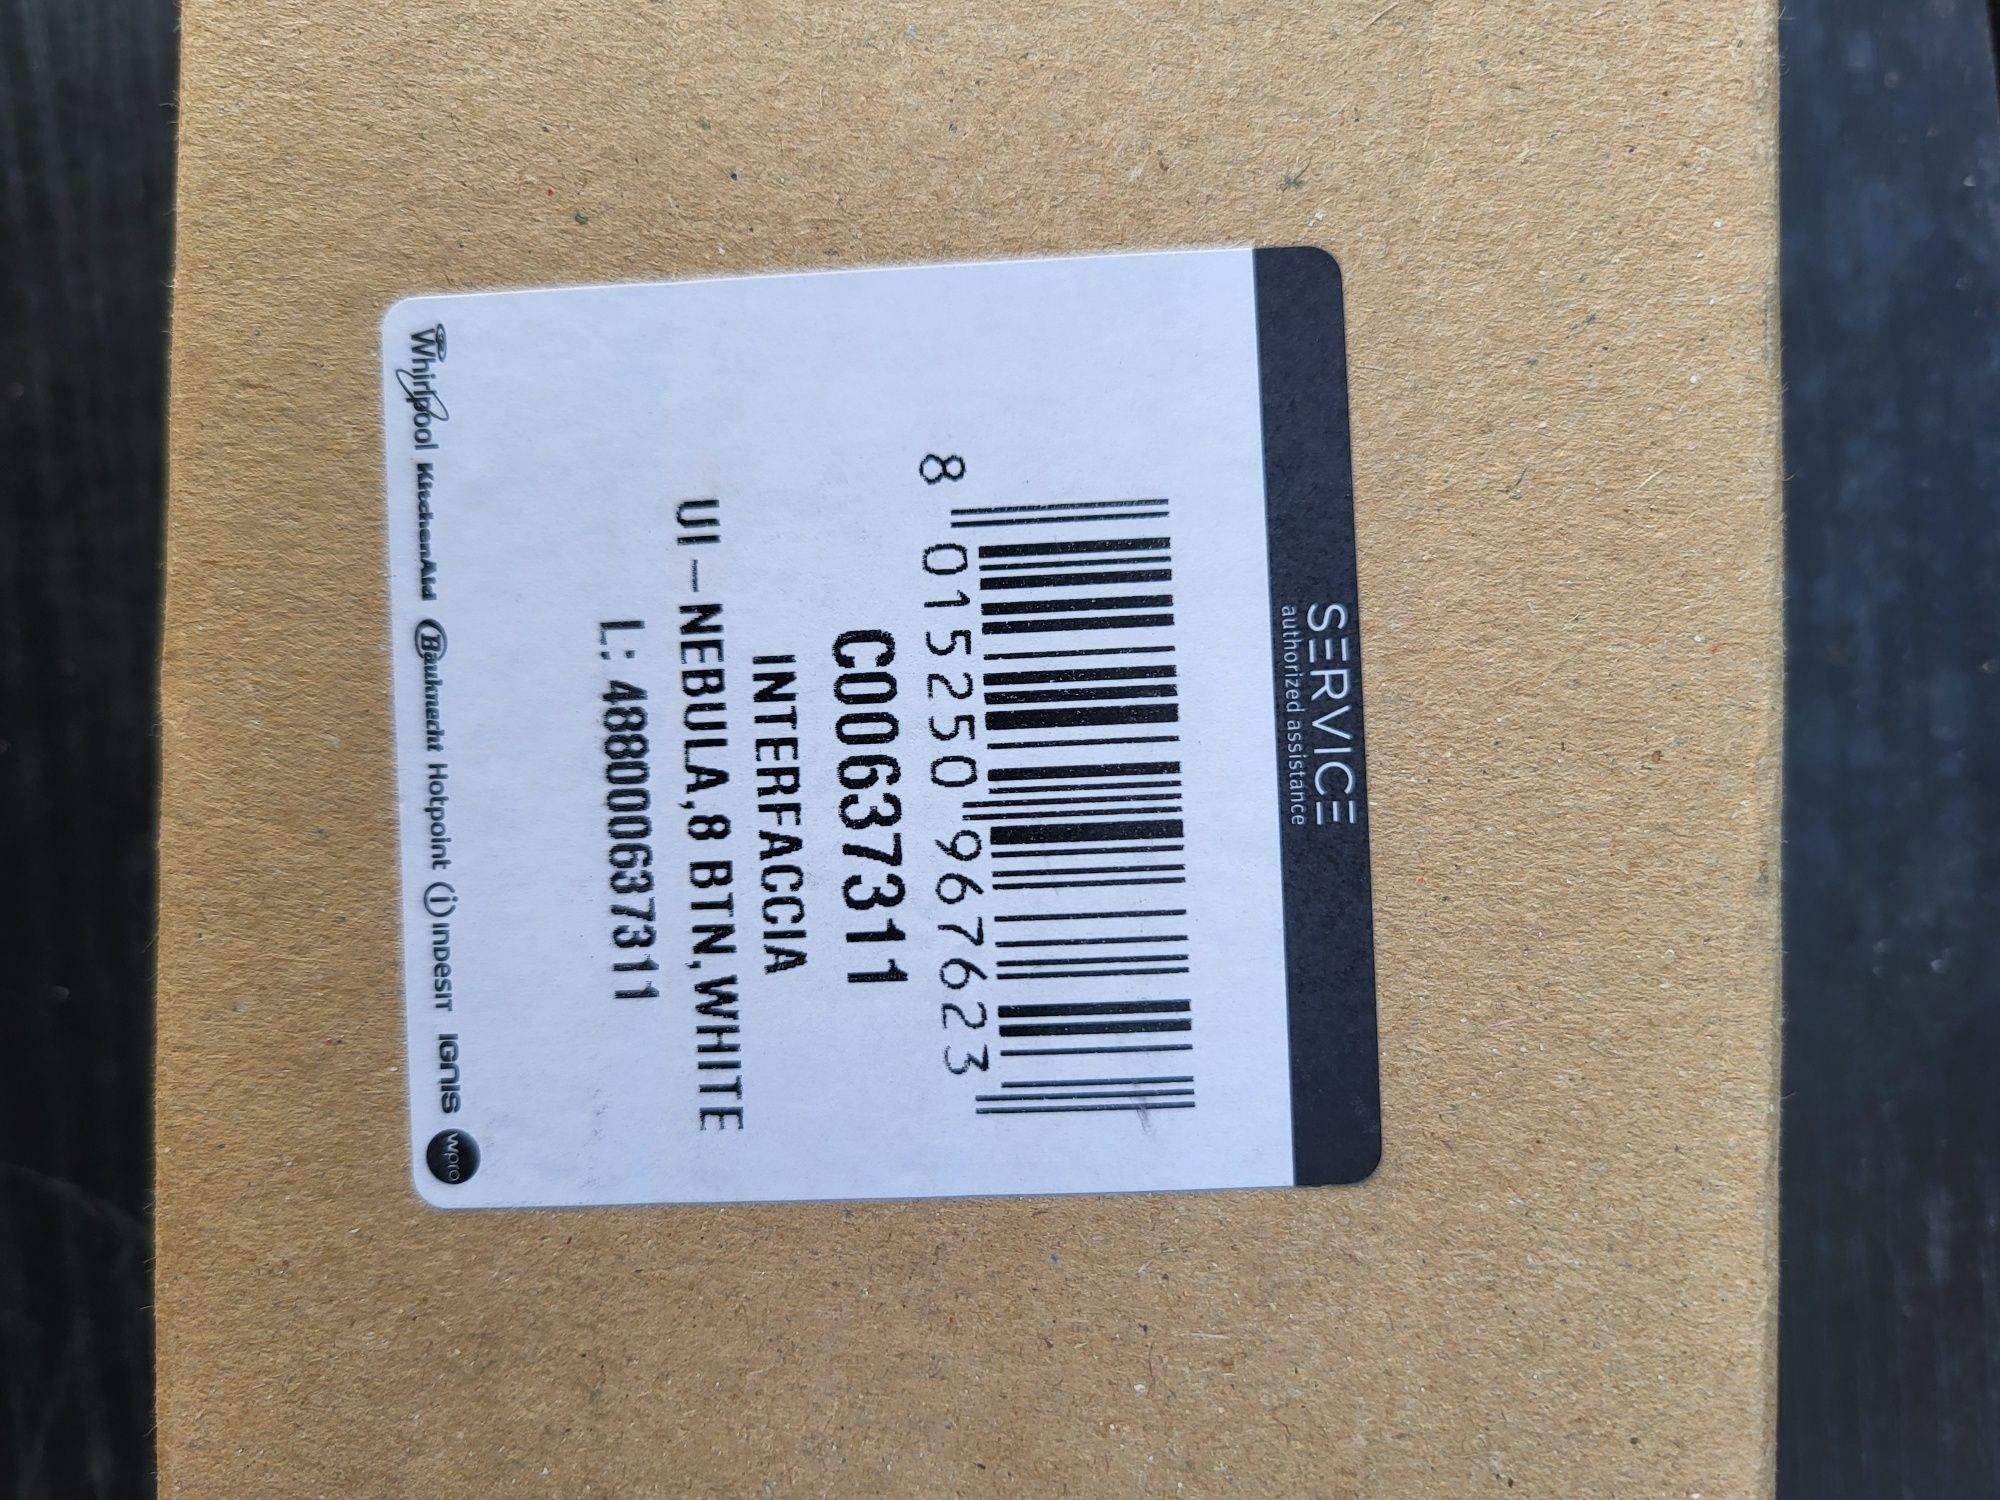 SERVICE
authorized assistance
8 015250 967623
C00637311
INTERFACCIA
UI-NEBULA,8 BTN,WHITE
L: 488000637311
Whirlpool KitchenAid Bauknecht Hotpoint indesit IGNIS wpro